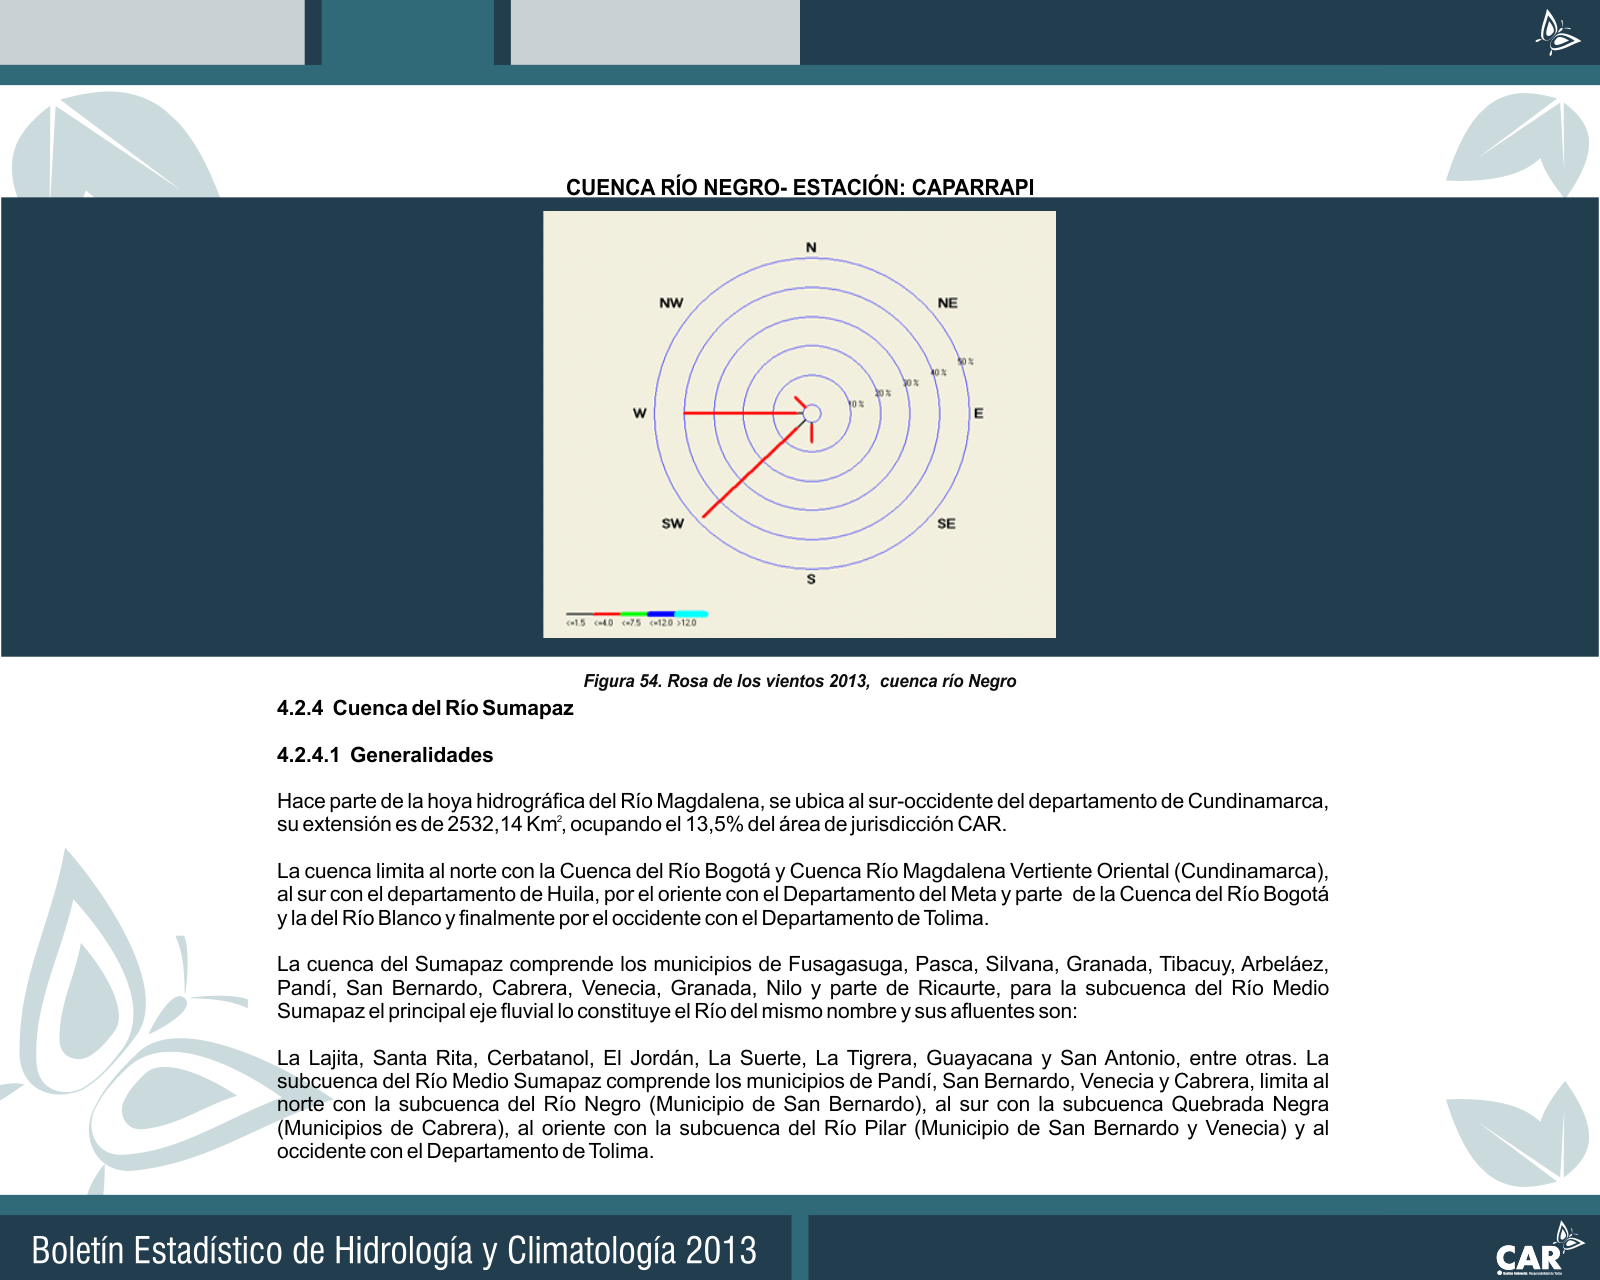 CUENCA RÍO NEGRO- ESTACIÓN: CAPARRAPI
N
NW
NE
50 %
40 %
30 %
20 %
10 %
W
E
SW
SE
S
<=1.5 <=4.0 <=7.5 <=12.0 >12.0
Figura 54. Rosa de los vientos 2013, cuenca río Negro
4.2.4 Cuenca del Río Sumapaz
4.2.4.1 Generalidades
Hace parte de la hoya hidrográfica del Río Magdalena, se ubica al sur-occidente del departamento de Cundinamarca,
su extensión es de 2532,14 Km², ocupando el 13,5% del área de jurisdicción CAR.
La cuenca limita al norte con la Cuenca del Río Bogotá y Cuenca Río Magdalena Vertiente Oriental (Cundinamarca),
al sur con el departamento de Huila, por el oriente con el Departamento del Meta y parte de la Cuenca del Río Bogotá
y la del Río Blanco y finalmente por el occidente con el Departamento de Tolima.
La cuenca del Sumapaz comprende los municipios de Fusagasuga, Pasca, Silvana, Granada, Tibacuy, Arbeláez,
Pandí, San Bernardo, Cabrera, Venecia, Granada, Nilo y parte de Ricaurte, para la subcuenca del Río Medio
Sumapaz el principal eje fluvial lo constituye el Río del mismo nombre y sus afluentes son:
La Lajita, Santa Rita, Cerbatanol, El Jordán, La Suerte, La Tigrera, Guayacana y San Antonio, entre otras. La
subcuenca del Río Medio Sumapaz comprende los municipios de Pandí, San Bernardo, Venecia y Cabrera, limita al
norte con la subcuenca del Río Negro (Municipio de San Bernardo), al sur con la subcuenca Quebrada Negra
(Municipios de Cabrera), al oriente con la subcuenca del Río Pilar (Municipio de San Bernardo y Venecia) y al
occidente con el Departamento de Tolima.
Boletín Estadístico de Hidrología y Climatología 2013
CAR